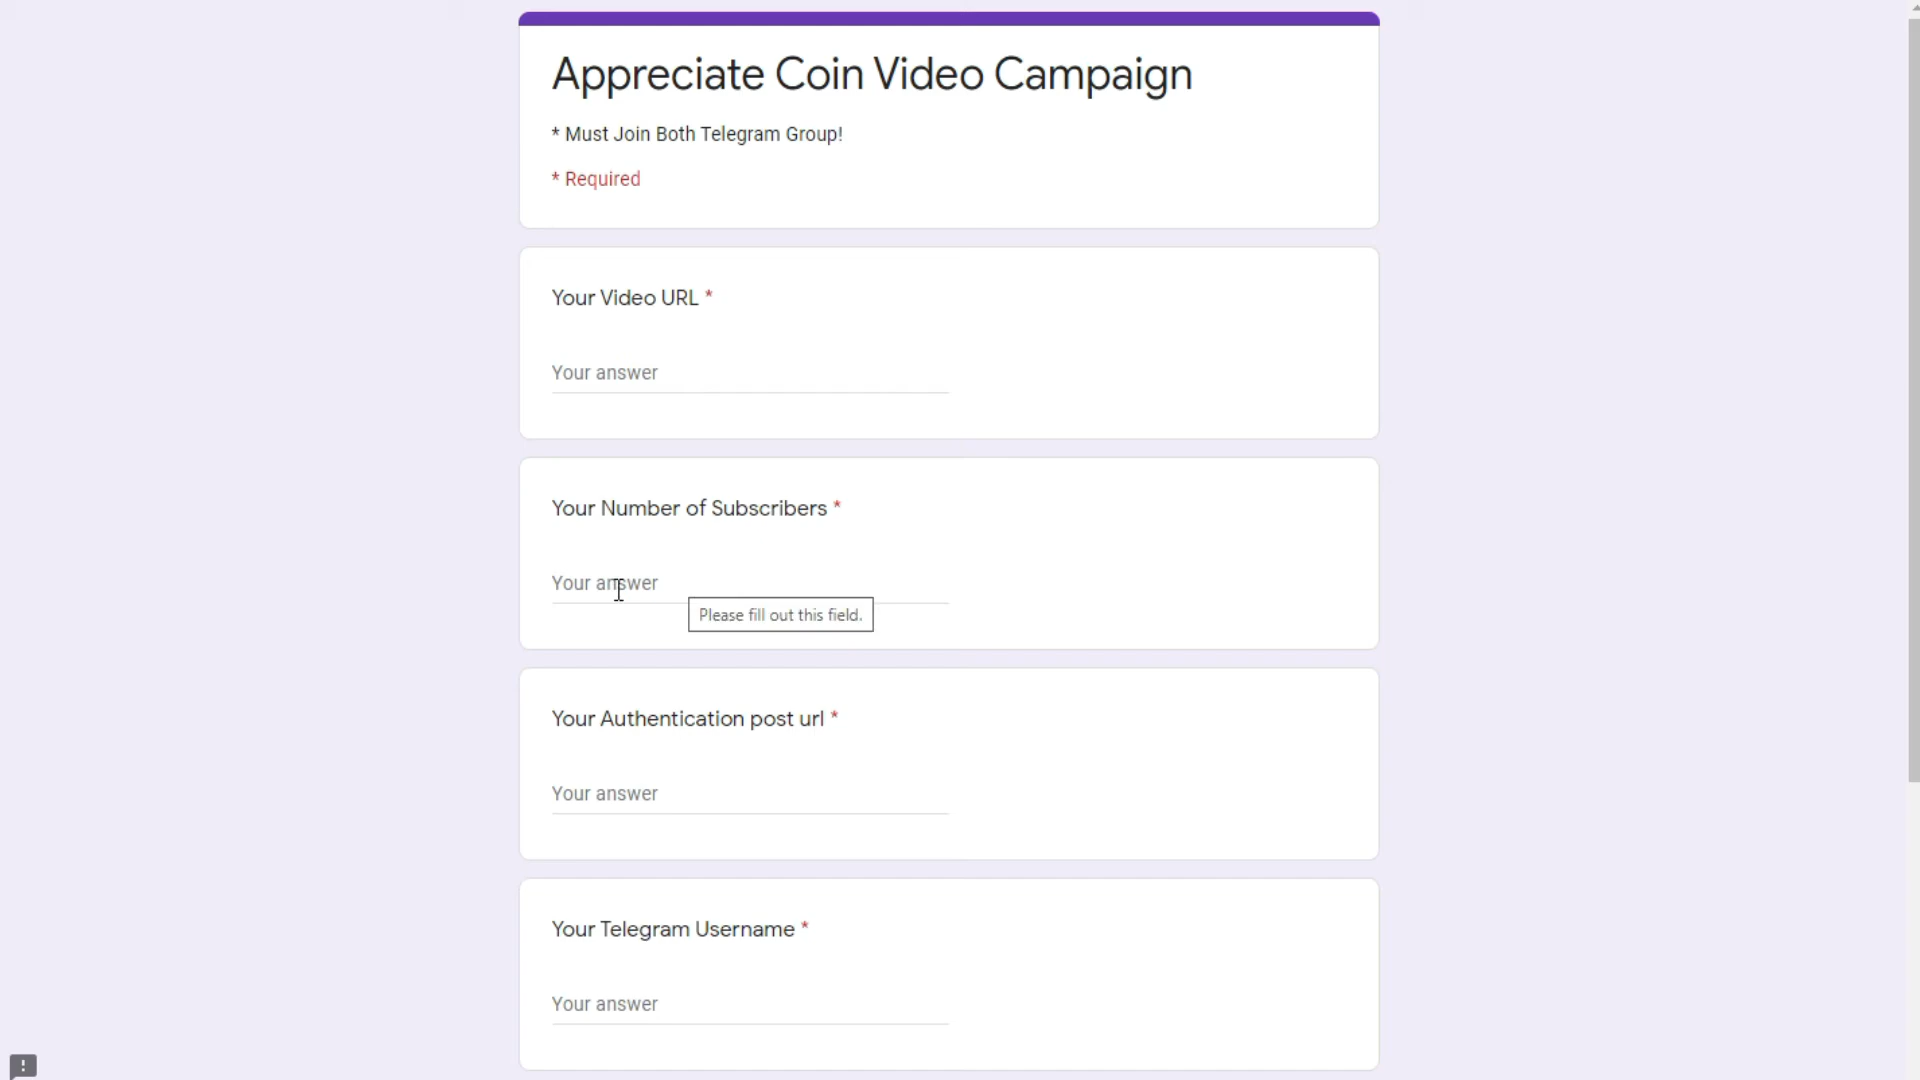 Appreciate Coin Video Campaign
* Must Join Both Telegram Group!
* Required
Your Video URL *
Your answer
Your Number of Subscribers *
Your answer
Please fill out this field.
Your Authentication post url *
Your answer
Your Telegram Username *
Your answer